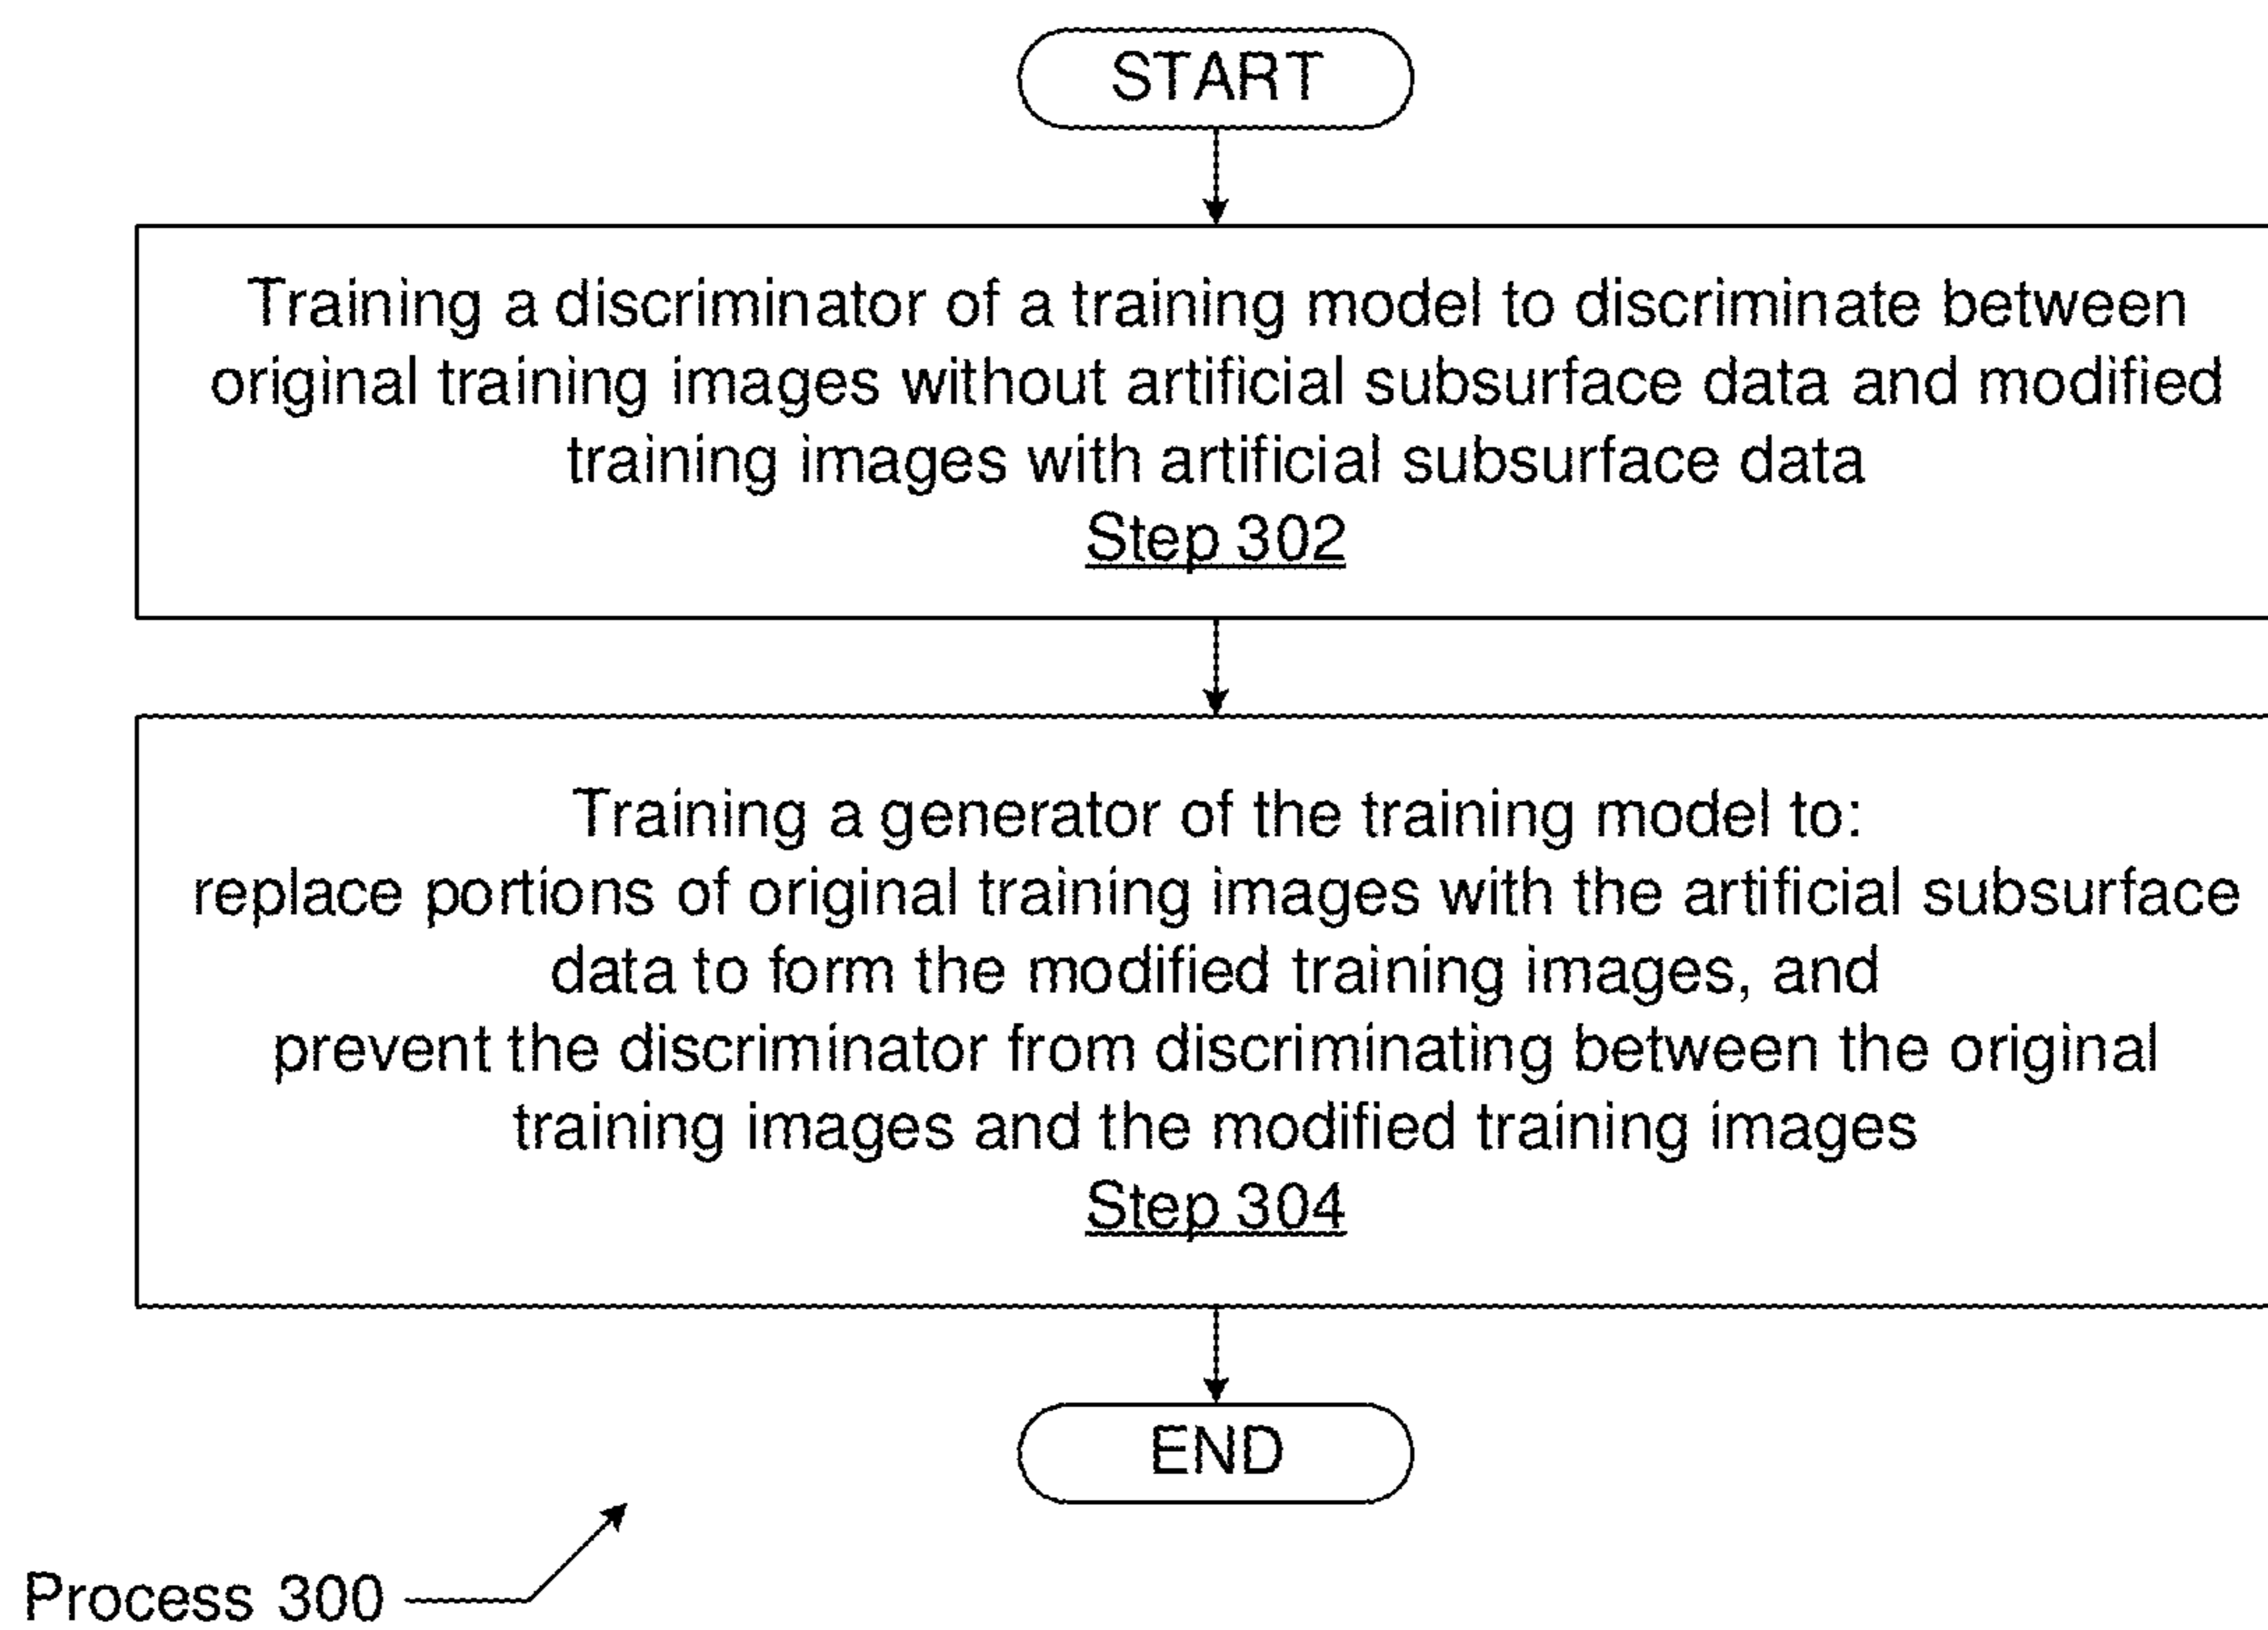 START
Training a discriminator of a training model to discriminate between
original training images without artificial subsurface data and modified
training images with artificial subsurface data
Step 302
Training a generator of the training model to:
replace portions of original training images with the artificial subsurface
data to form the modified training images, and
prevent the discriminator from discriminating between the original
training images and the modified training images
Step 304
END
Process 300